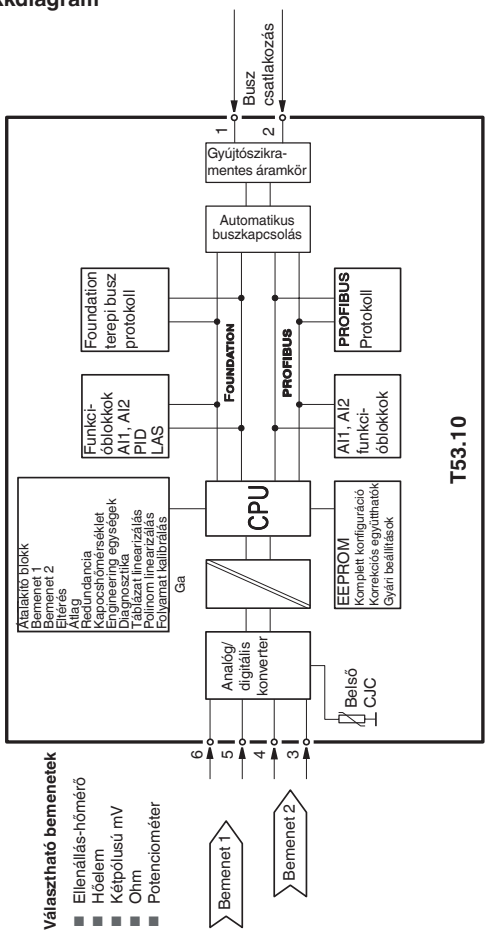 kkdiagram
Választható bemenetek
Ellenállás-hőmérő
Hőelem
Kétpólusú mV
Ohm
Potenciométer
Bemenet 1
Bemenet 2
6
5
4
3
Analóg/
digitális
konverter
Belső
CJC
Átalakító blokk
Bemenet 1
Bemenet 2
Eltérés
Átlag
Redundancia
Kapocshőmérséklet
Engineering egységek
Diagnosztika
Táblázat linearizálás
Polinom linearizálás
Folyamat kalibrálás
Ga
CPU
EEPROM
Komplett konfiguráció
Korrekciós együtthatók
Gyári beállítások
Funkci-
óblokkok
AI1, AI2
PID
LAS
Foundation
terepi busz
protokoll
FOUNDATION
PROFIBUS
AI1, AI2
funkci-
óblokkok
PROFIBUS
Protokoll
Automatikus
buszkapcsolás
Gyújtószikra-
mentes áramkör
1
2
Busz
csatlakozás
T53.10